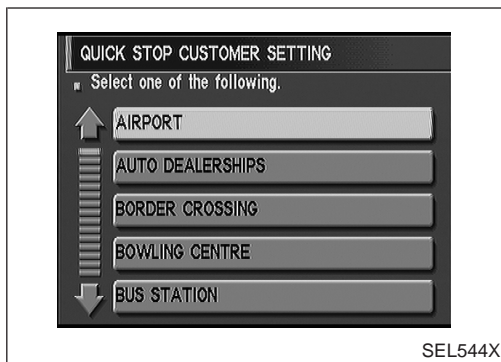 QUICK STOP CUSTOMER SETTING
Select one of the following.
AIRPORT
AUTO DEALERSHIPS
BORDER CROSSING
BOWLING CENTRE
BUS STATION
SEL544X